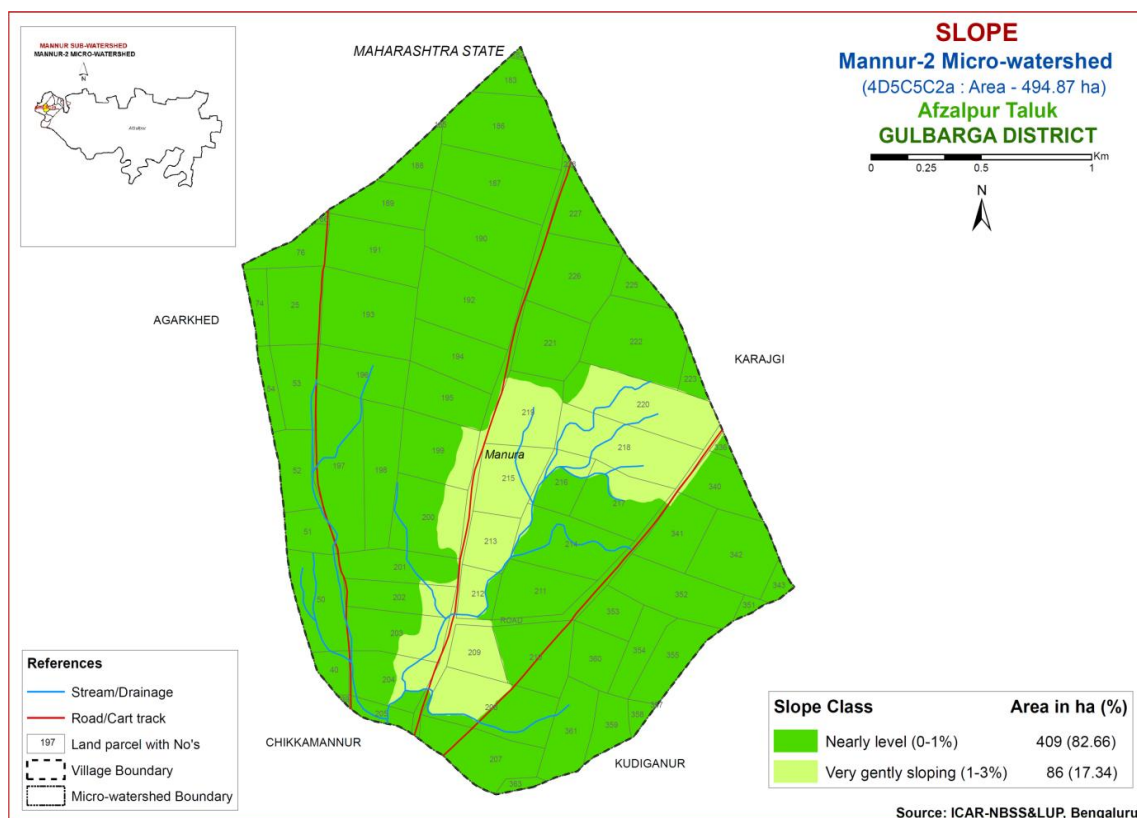 MANNUR SUB-WATERSHED
MANNUR-2 MICRO-WATERSHED
N
MAHARASHTRA STATE
SLOPE
Mannur-2 Micro-watershed
(4D5C5C2a : Area - 494.87 ha)
Afzalpur Taluk
GULBARGA DISTRICT
0 0.25 0.5 1 Km
N
183
186
188
187
189
227
76
191
190
226
225
74
25
192
193
221
222
AGARKHED
KARAJGI
194
223
53
196
54
195
220
219
218
199
Manura
52
197
198
215
216
340
217
200
51
213
214
341
342
201
343
50
202
212
211
352
351
203
ROAD
353
354
209
360
355
40
204
361
359
358
CHIKKAMANNUR
207
KUDIGANUR
363
References
Stream/Drainage
Road/Cart track
197 Land parcel with No's
Village Boundary
Micro-watershed Boundary
Slope Class Area in ha (%)
Nearly level (0-1%) 409 (82.66)
Very gently sloping (1-3%) 86 (17.34)
Source: ICAR-NBSS&LUP, Bengaluru